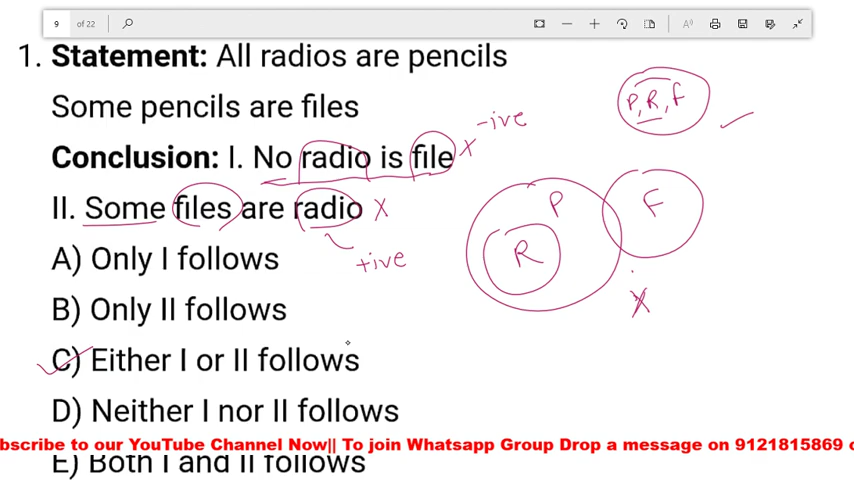 9 of 22
1. Statement: All radios are pencils
Some pencils are files
Conclusion: I. No radio is file x -ive
II. Some files are radio x
+ive
A) Only I follows
B) Only II follows
C) Either I or II follows
D) Neither I nor II follows
E) Both I and II follows
P, R, F
P
F
R
x
bscribe to our YouTube Channel Now|| To join Whatsapp Group Drop a message on 9121815869 o